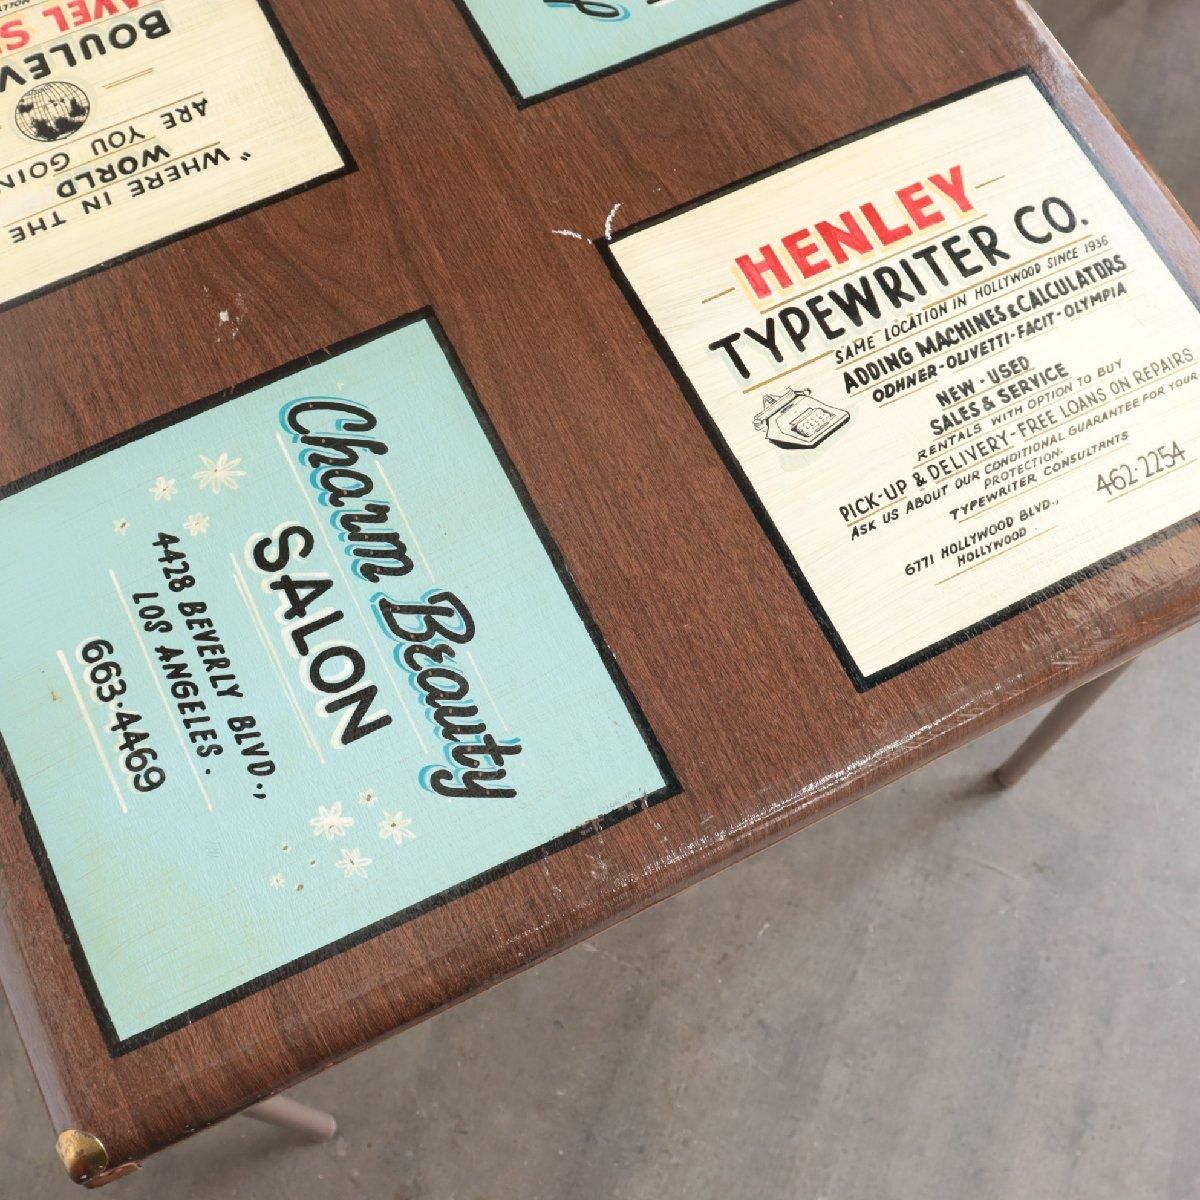 HENLEY
TYPEWRITER CO.
SAME LOCATION IN HOLLYWOOD SINCE 1936
ADDING MACHINES & CALCULATORS
ODHNER-OLIVETTI-FACIT-OLYMPIA
NEW-USED
SALES & SERVICE
RENTALS WITH OPTION TO BUY
PICK-UP & DELIVERY-FREE LOANS ON REPAIRS
ASK US ABOUT OUR CONDITIONAL GUARANTEE FOR YOUR
PROTECTION.
TYPEWRITER CONSULTANTS
462-2254
6771 HOLLYWOOD BLVD.,
HOLLYWOOD
Charm Beauty
SALON
4428 BEVERLY BLVD.,
LOS ANGELES.
663-4469
"WHERE IN THE
WORLD
ARE YOU